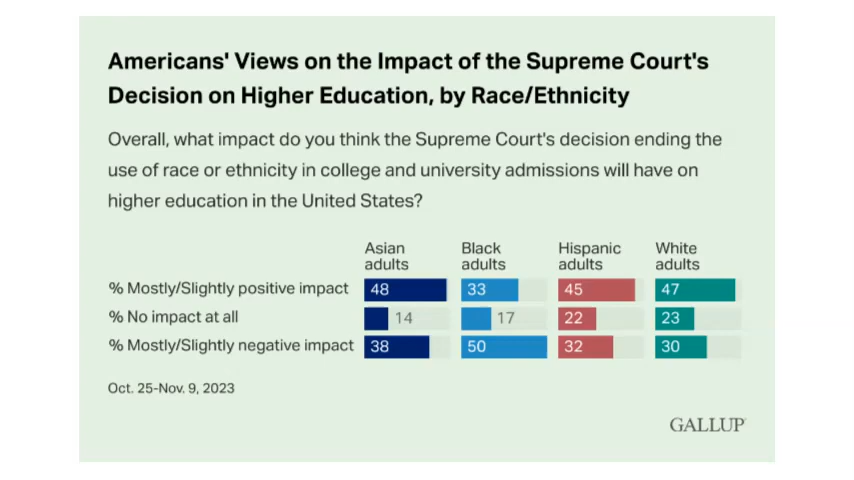 Americans' Views on the Impact of the Supreme Court's
Decision on Higher Education, by Race/Ethnicity
Overall, what impact do you think the Supreme Court's decision ending the
use of race or ethnicity in college and university admissions will have on
higher education in the United States?
Asian adults Black adults Hispanic adults White adults
% Mostly/Slightly positive impact 48 33 45 47
% No impact at all 14 17 22 23
% Mostly/Slightly negative impact 38 50 32 30
Oct. 25-Nov. 9, 2023
GALLUP